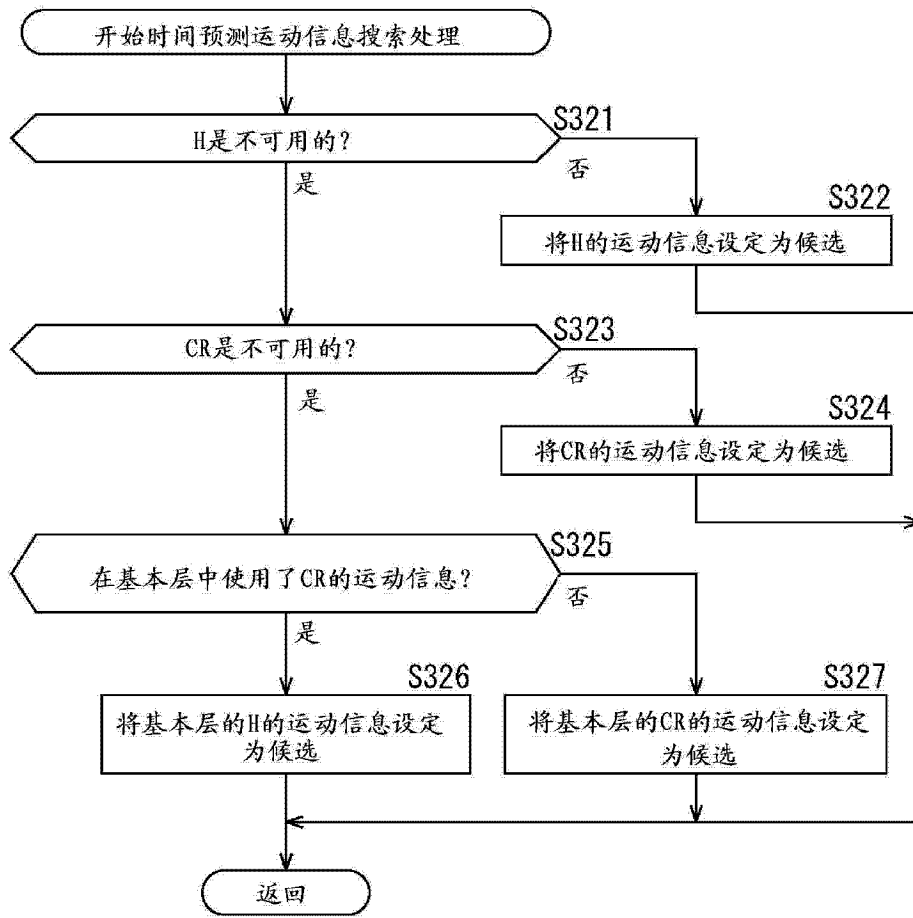 开始时间预测运动信息搜索处理
S321
H是不可用的?
否
是
S322
将H的运动信息设定为候选
S323
CR是不可用的?
否
是
S324
将CR的运动信息设定为候选
S325
在基本层中使用了CR的运动信息?
否
是
S326
将基本层的H的运动信息设定
为候选
S327
将基本层的CR的运动信息设定
为候选
返回